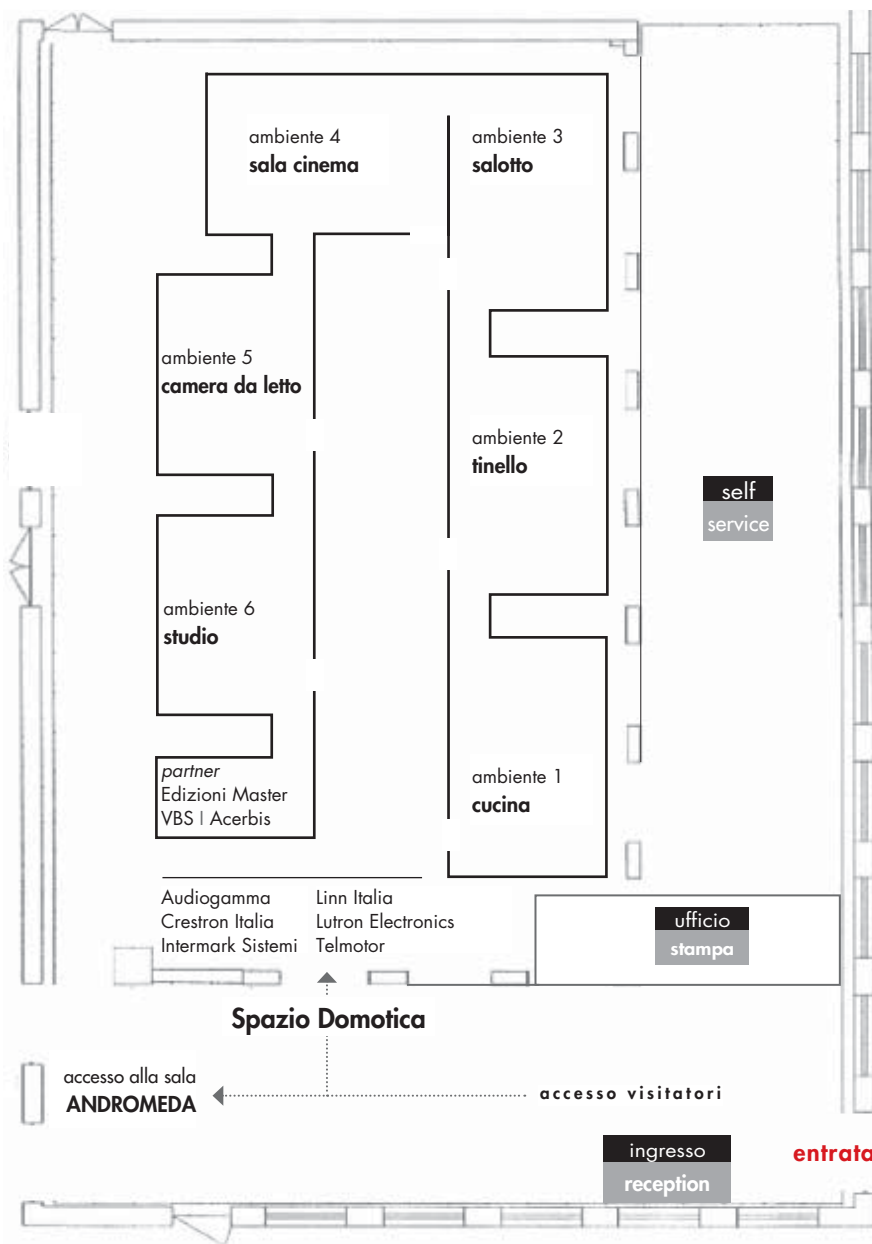 ambiente 4
sala cinema
ambiente 3
salotto
ambiente 5
camera da letto
ambiente 2
tinello
self
service
ambiente 6
studio
partner
Edizioni Master
VBS | Acerbis
ambiente 1
cucina
Audiogamma
Crestron Italia
Intermark Sistemi
Linn Italia
Lutron Electronics
Telmotor
ufficio
stampa
Spazio Domotica
accesso alla sala
ANDROMEDA
accesso visitatori
ingresso
reception
entrata